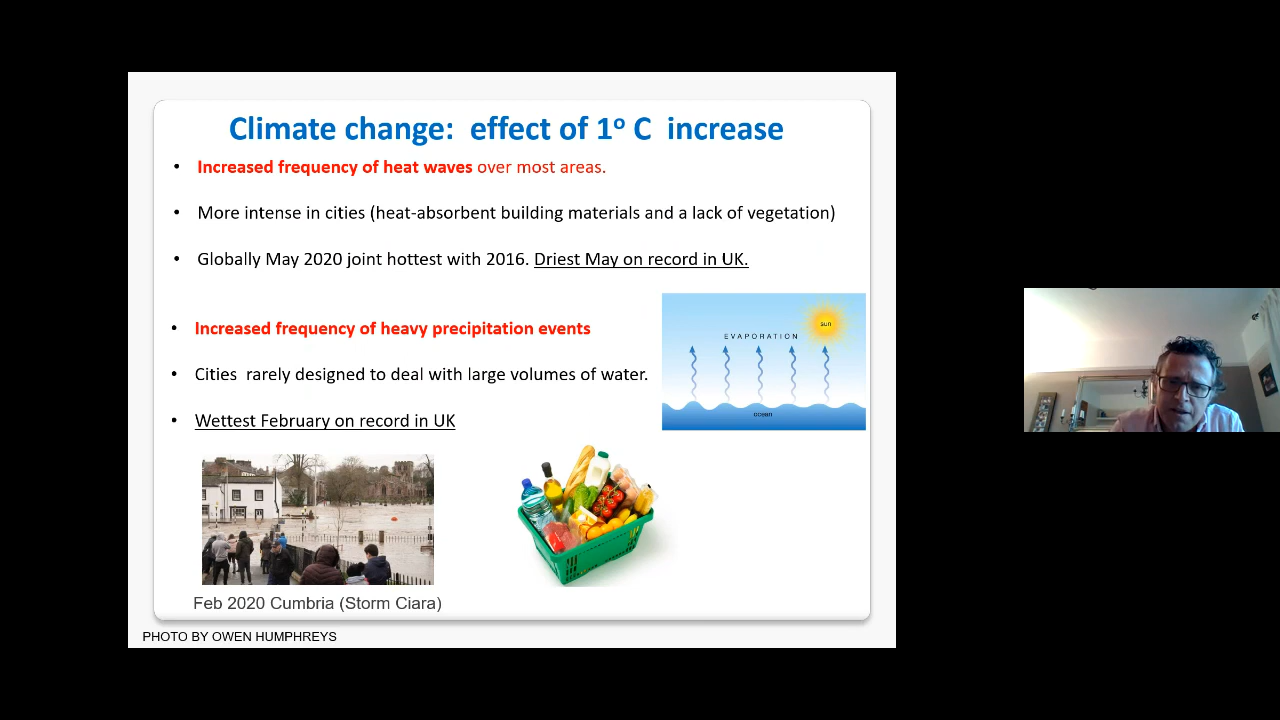 Climate change: effect of 1º C increase
• Increased frequency of heat waves over most areas.
• More intense in cities (heat-absorbent building materials and a lack of vegetation)
• Globally May 2020 joint hottest with 2016. Driest May on record in UK.
• Increased frequency of heavy precipitation events
sun
EVAPORATION
• Cities rarely designed to deal with large volumes of water.
ocean
• Wettest February on record in UK
Feb 2020 Cumbria (Storm Ciara)
PHOTO BY OWEN HUMPHREYS